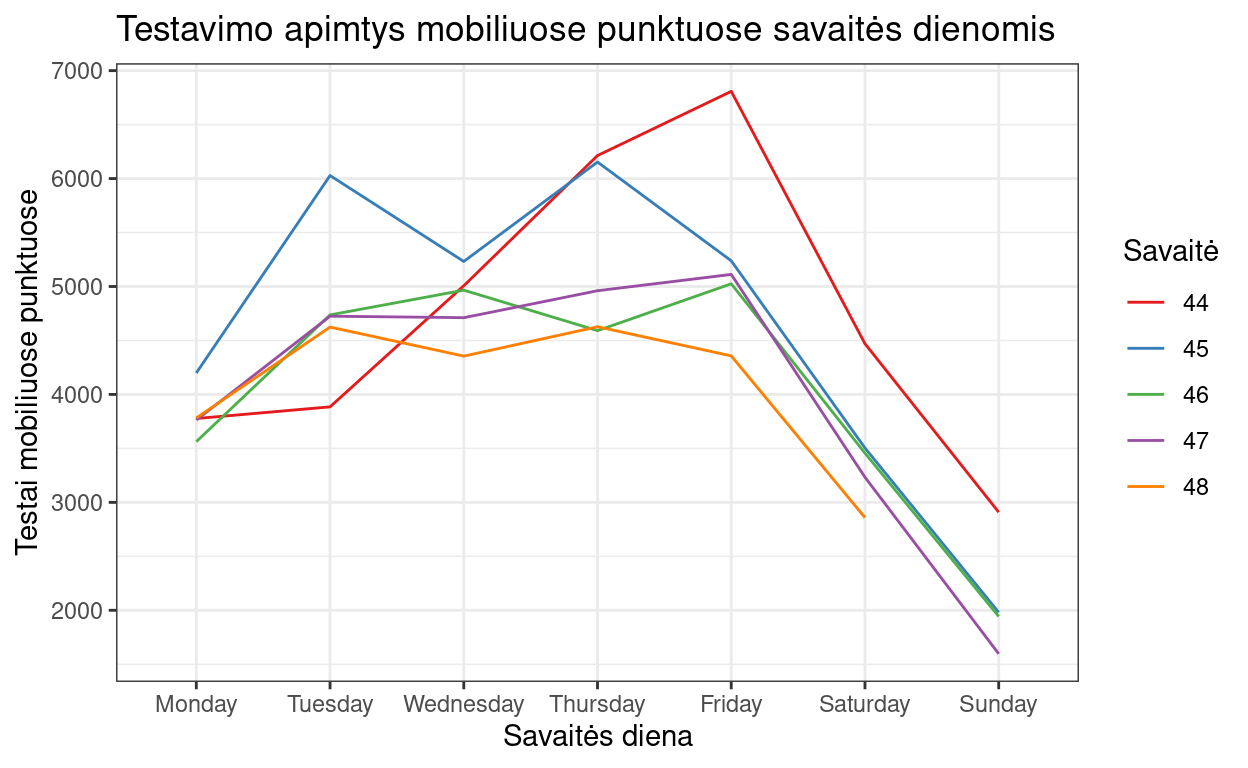 Testavimo apimtys mobiliuose punktuose savaitės dienomis
Testai mobiliuose punktuose
7000
6000
5000
4000
3000
2000
Monday Tuesday Wednesday Thursday Friday Saturday Sunday
Savaitės diena
Savaitė
44
45
46
47
48